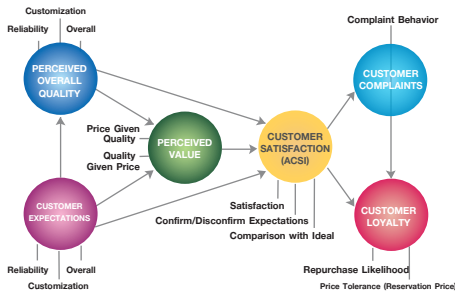 Customization
Reliability Overall
PERCEIVED
OVERALL
QUALITY
Complaint Behavior
CUSTOMER
COMPLAINTS
Price Given
Quality
Quality
Given Price
PERCEIVED
VALUE
CUSTOMER
SATISFACTION
(ACSI)
Satisfaction
Confirm/Disconfirm Expectations
Comparison with Ideal
CUSTOMER
EXPECTATIONS
Reliability Overall
Customization
CUSTOMER
LOYALTY
Repurchase Likelihood
Price Tolerance (Reservation Price)